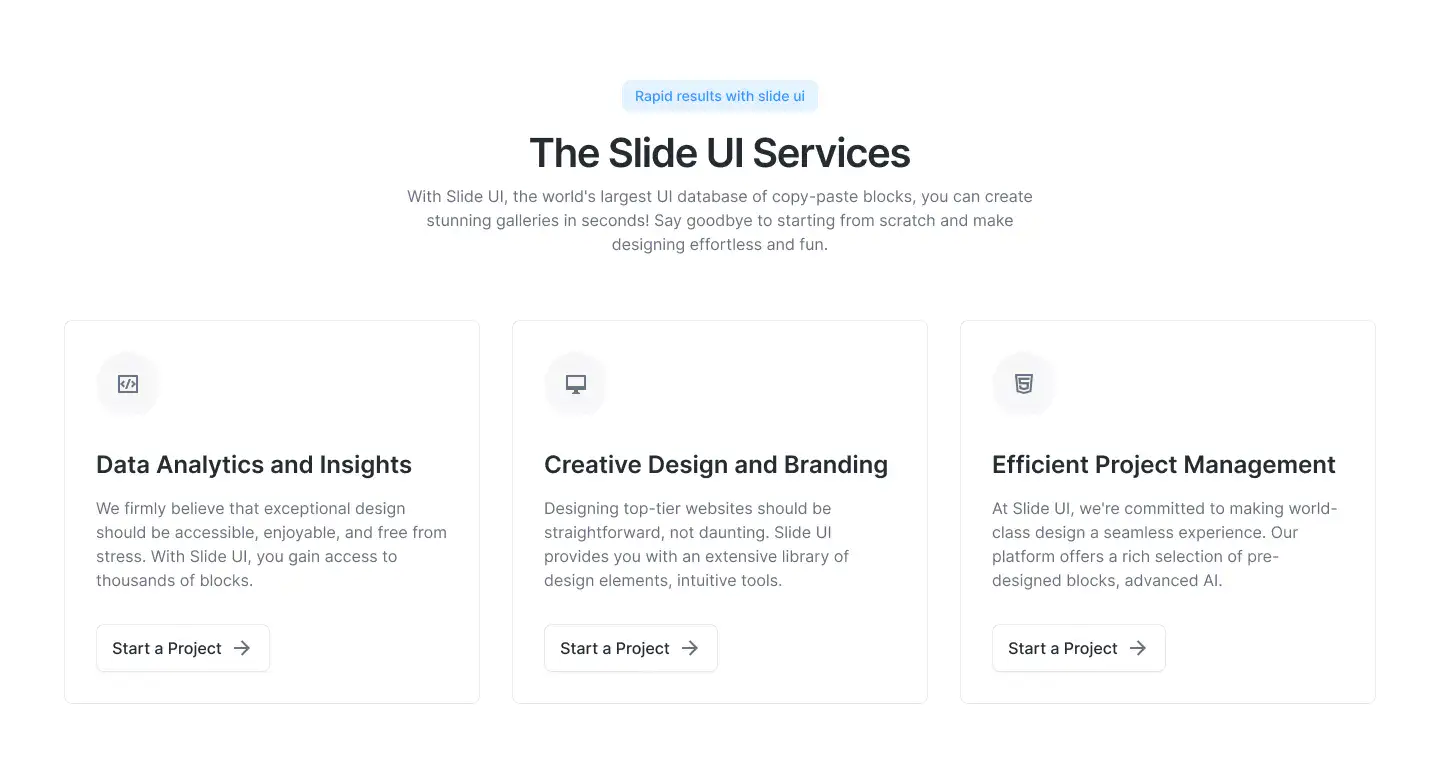 Rapid results with slide ui
The Slide UI Services
With Slide UI, the world's largest UI database of copy-paste blocks, you can create
stunning galleries in seconds! Say goodbye to starting from scratch and make
designing effortless and fun.
Data Analytics and Insights
We firmly believe that exceptional design
should be accessible, enjoyable, and free from
stress. With Slide UI, you gain access to
thousands of blocks.
Start a Project
Creative Design and Branding
Designing top-tier websites should be
straightforward, not daunting. Slide UI
provides you with an extensive library of
design elements, intuitive tools.
Start a Project
Efficient Project Management
At Slide UI, we're committed to making world-
class design a seamless experience. Our
platform offers a rich selection of pre-
designed blocks, advanced AI.
Start a Project